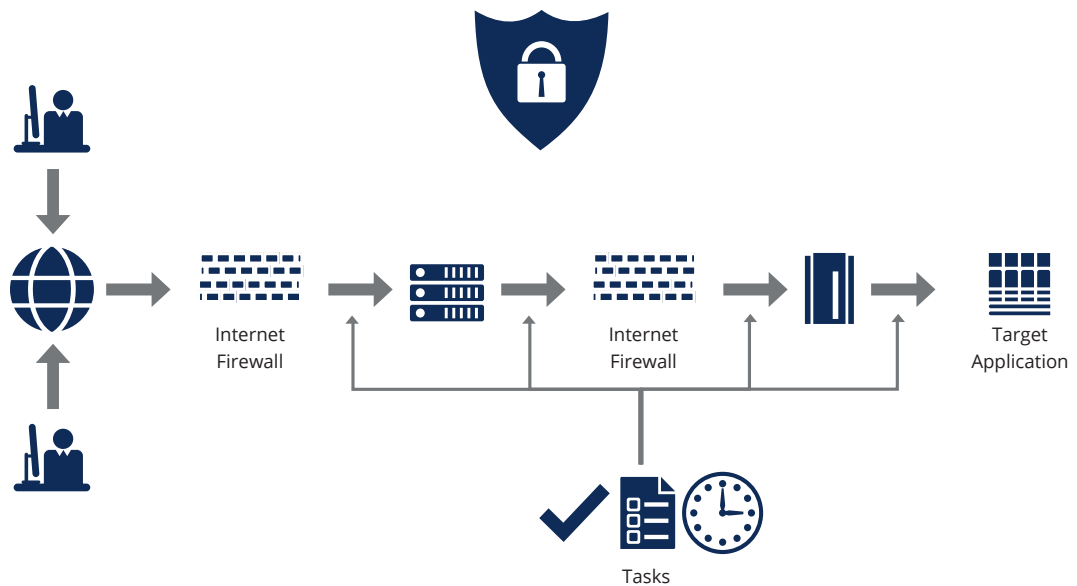 Internet
Firewall
Internet
Firewall
Target
Application
Tasks